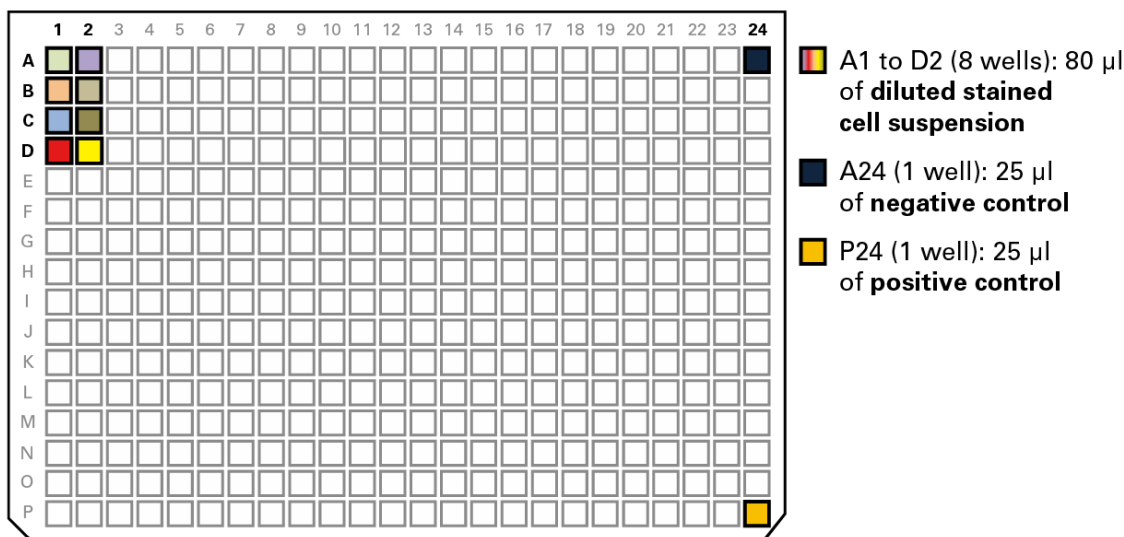 1 2 3 4 5 6 7 8 9 10 11 12 13 14 15 16 17 18 19 20 21 22 23 24
A
B
C
D
E
F
G
H
I
J
K
L
M
N
O
P
A1 to D2 (8 wells): 80 µl
of diluted stained
cell suspension
A24 (1 well): 25 µl
of negative control
P24 (1 well): 25 µl
of positive control